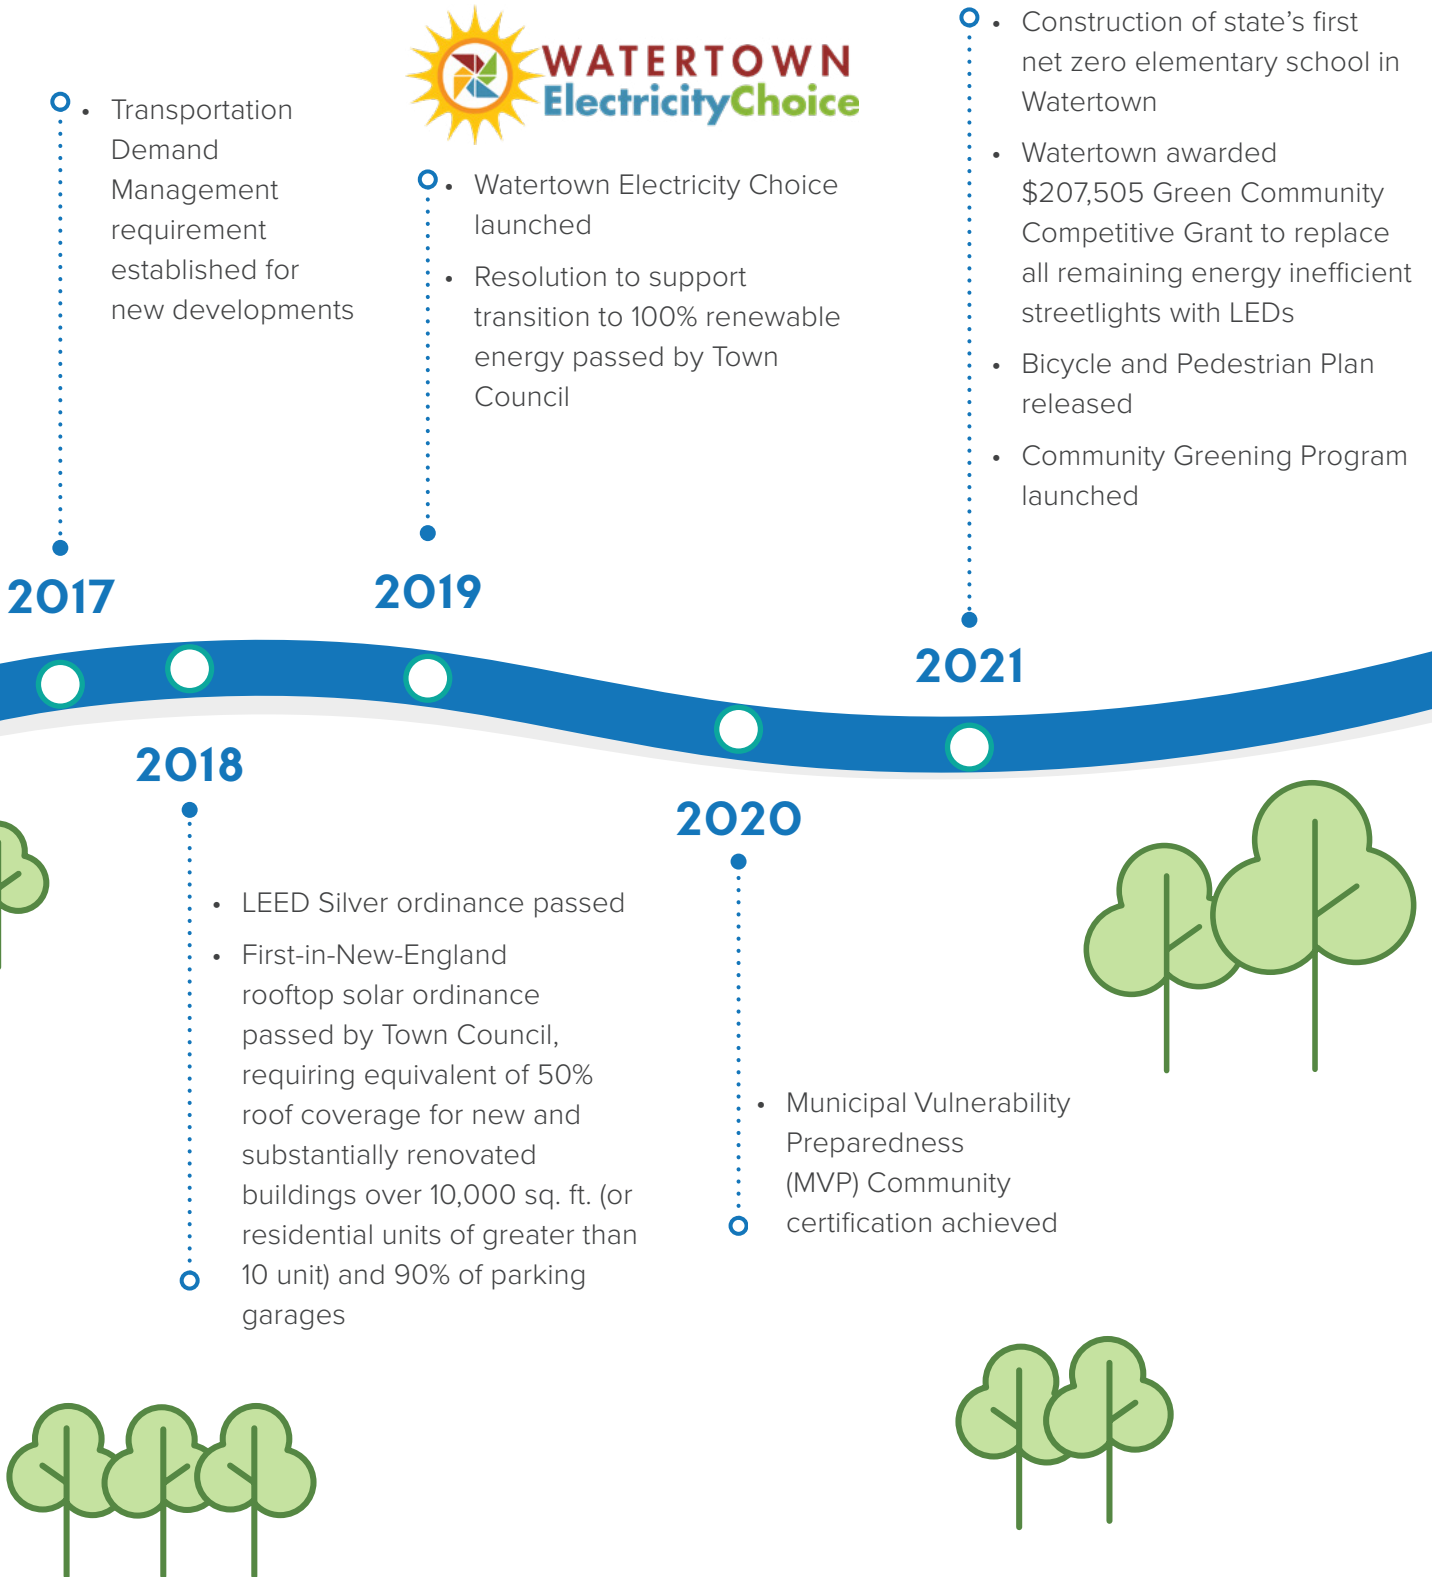 WATERTOWN
ElectricityChoice
• Transportation
Demand
Management
requirement
established for
new developments
2017
• LEED Silver ordinance passed
• First-in-New-England
rooftop solar ordinance
passed by Town Council,
requiring equivalent of 50%
roof coverage for new and
substantially renovated
buildings over 10,000 sq. ft. (or
residential units of greater than
10 unit) and 90% of parking
garages
2018
• Watertown Electricity Choice
launched
• Resolution to support
transition to 100% renewable
energy passed by Town
Council
2019
2020
• Municipal Vulnerability
Preparedness
(MVP) Community
certification achieved
• Construction of state's first
net zero elementary school in
Watertown
• Watertown awarded
$207,505 Green Community
Competitive Grant to replace
all remaining energy inefficient
streetlights with LEDs
• Bicycle and Pedestrian Plan
released
• Community Greening Program
launched
2021